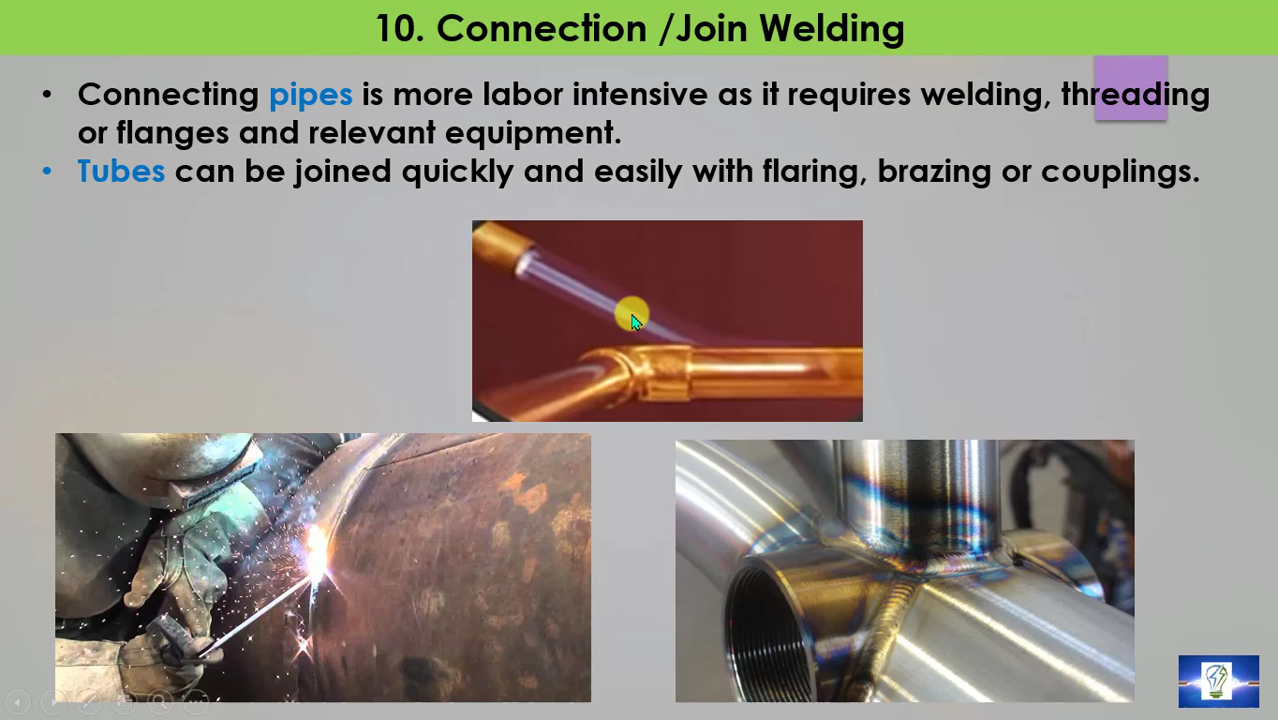 10. Connection /Join Welding
• Connecting pipes is more labor intensive as it requires welding, threading
or flanges and relevant equipment.
• Tubes can be joined quickly and easily with flaring, brazing or couplings.